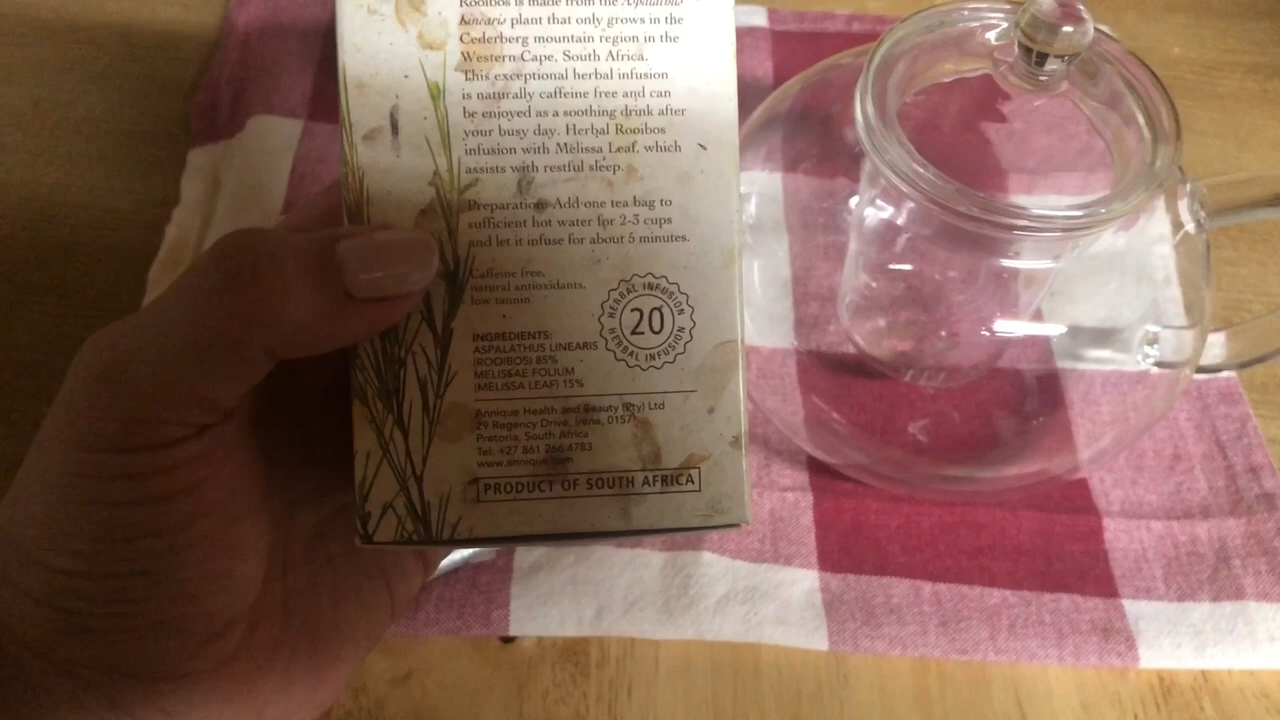 Rooibos is made from the Aspalathus
linearis plant that only grows in the
Cederberg mountain region in the
Western Cape, South Africa.
This exceptional herbal infusion
is naturally caffeine free and can
be enjoyed as a soothing drink after
your busy day. Herbal Rooibos
infusion with Melissa Leaf, which
assists with restful sleep.
Preparation: Add one tea bag to
sufficient hot water for 2-3 cups
and let it infuse for about 5 minutes.
Caffeine free,
natural antioxidants,
low tannin.
HERBAL INFUSION
20
HERBAL INFUSION
INGREDIENTS:
ASPALATHUS LINEARIS
(ROOIBOS) 85%
MELISSAE FOLIUM
(MELISSA LEAF) 15%
Annique Health and Beauty (Pty) Ltd
29 Regency Drive, Irene, 0157
Pretoria, South Africa
Tel: +27 861 266 4783
www.annique.com
PRODUCT OF SOUTH AFRICA